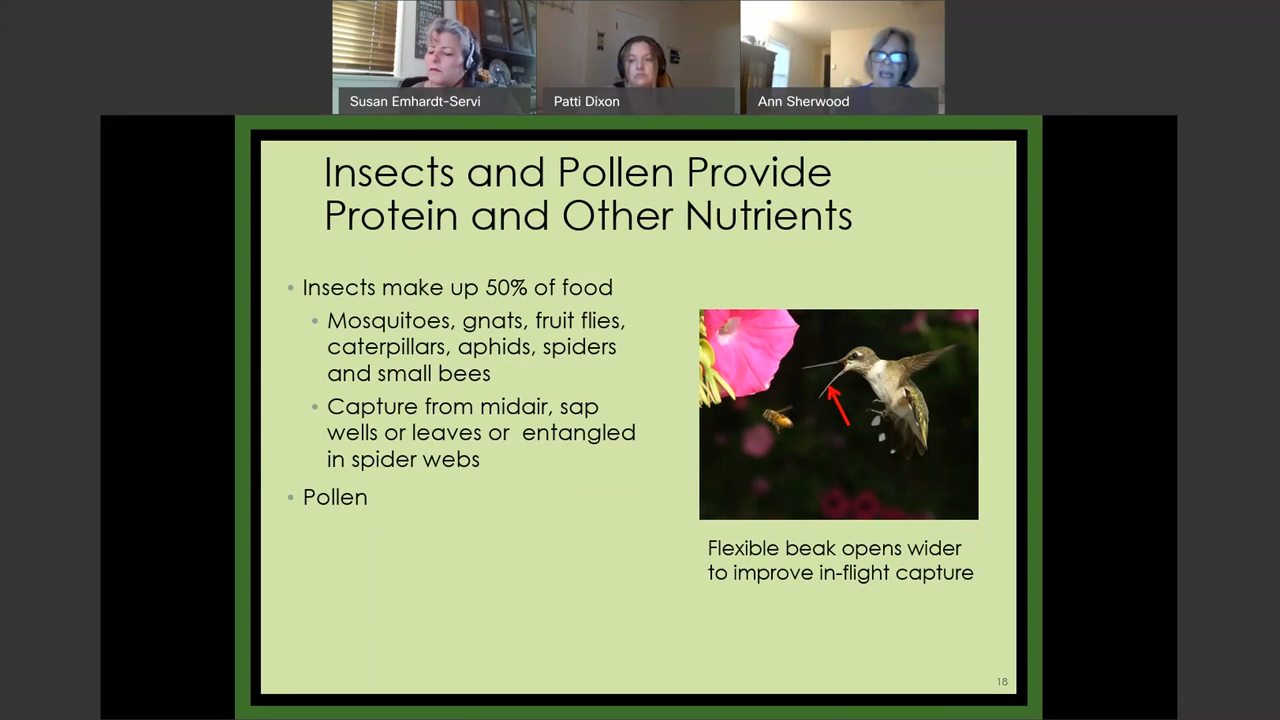 Susan Emhardt-Servi
Patti Dixon
Ann Sherwood
Insects and Pollen Provide
Protein and Other Nutrients
• Insects make up 50% of food
• Mosquitoes, gnats, fruit flies,
caterpillars, aphids, spiders
and small bees
• Capture from midair, sap
wells or leaves or  entangled
in spider webs
• Pollen
Flexible beak opens wider
to improve in-flight capture
18